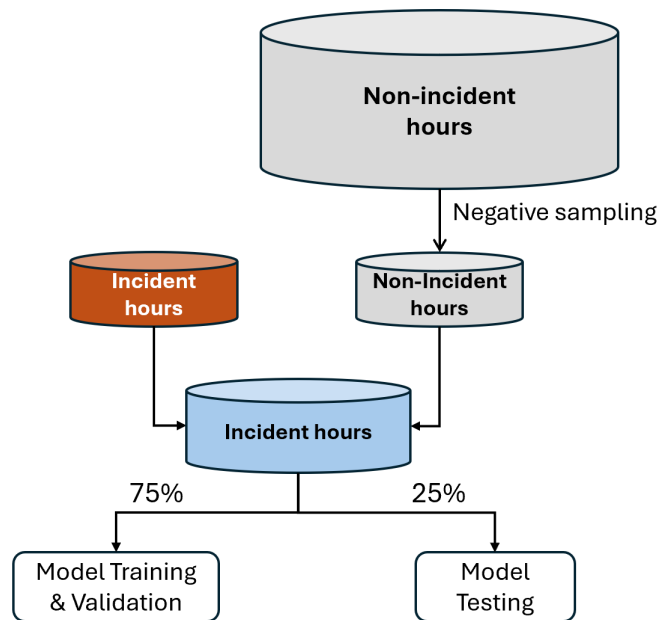 Non-incident
hours
Negative sampling
Incident
hours
Non-Incident
hours
Incident hours
75%
25%
Model Training
& Validation
Model
Testing